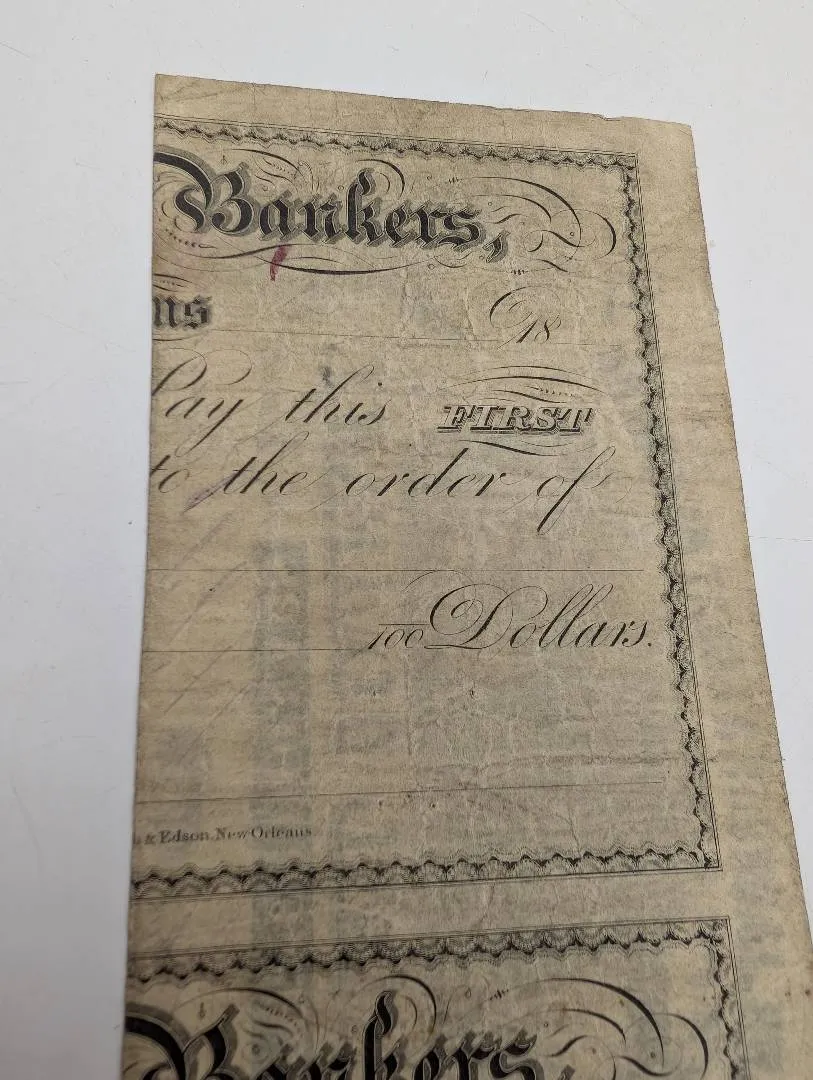 Bankers,
ns
18
Pay this FIRST
to the order of
100 Dollars.
& Edson New Orleans
Bankers,